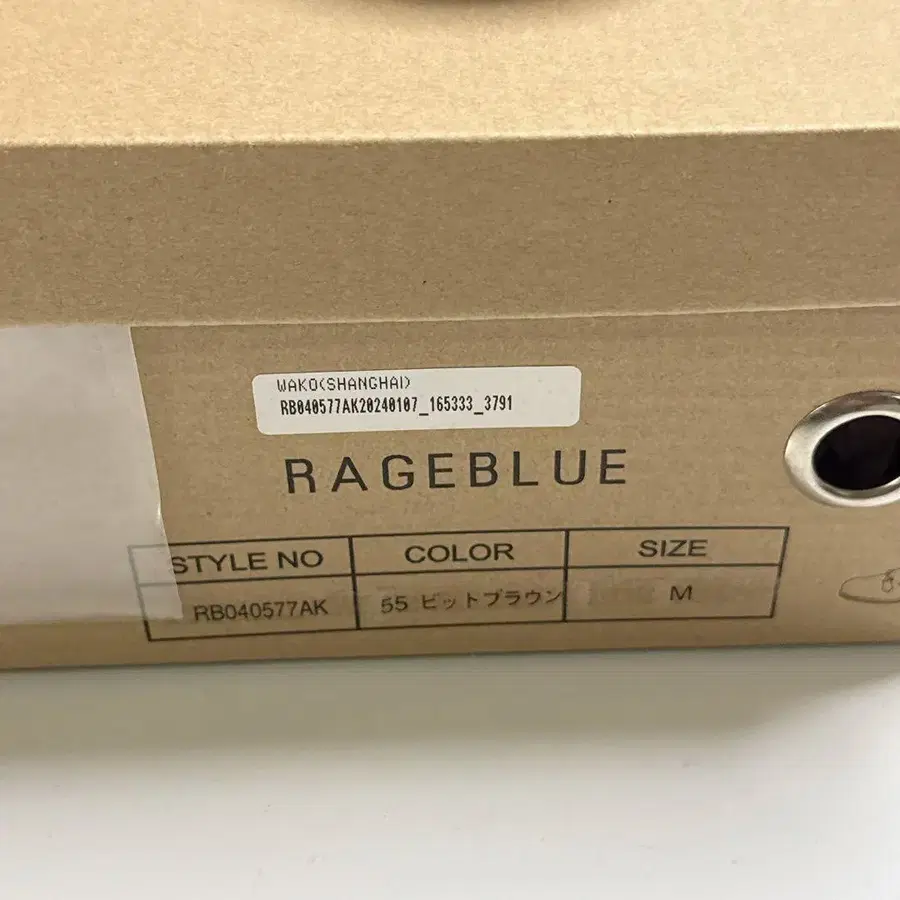 WAKO(SHANGHAI)
RB040577AK20240107_165333_3791
RAGEBLUE
STYLE NO COLOR SIZE
RB040577AK 55 ビットブラウン M